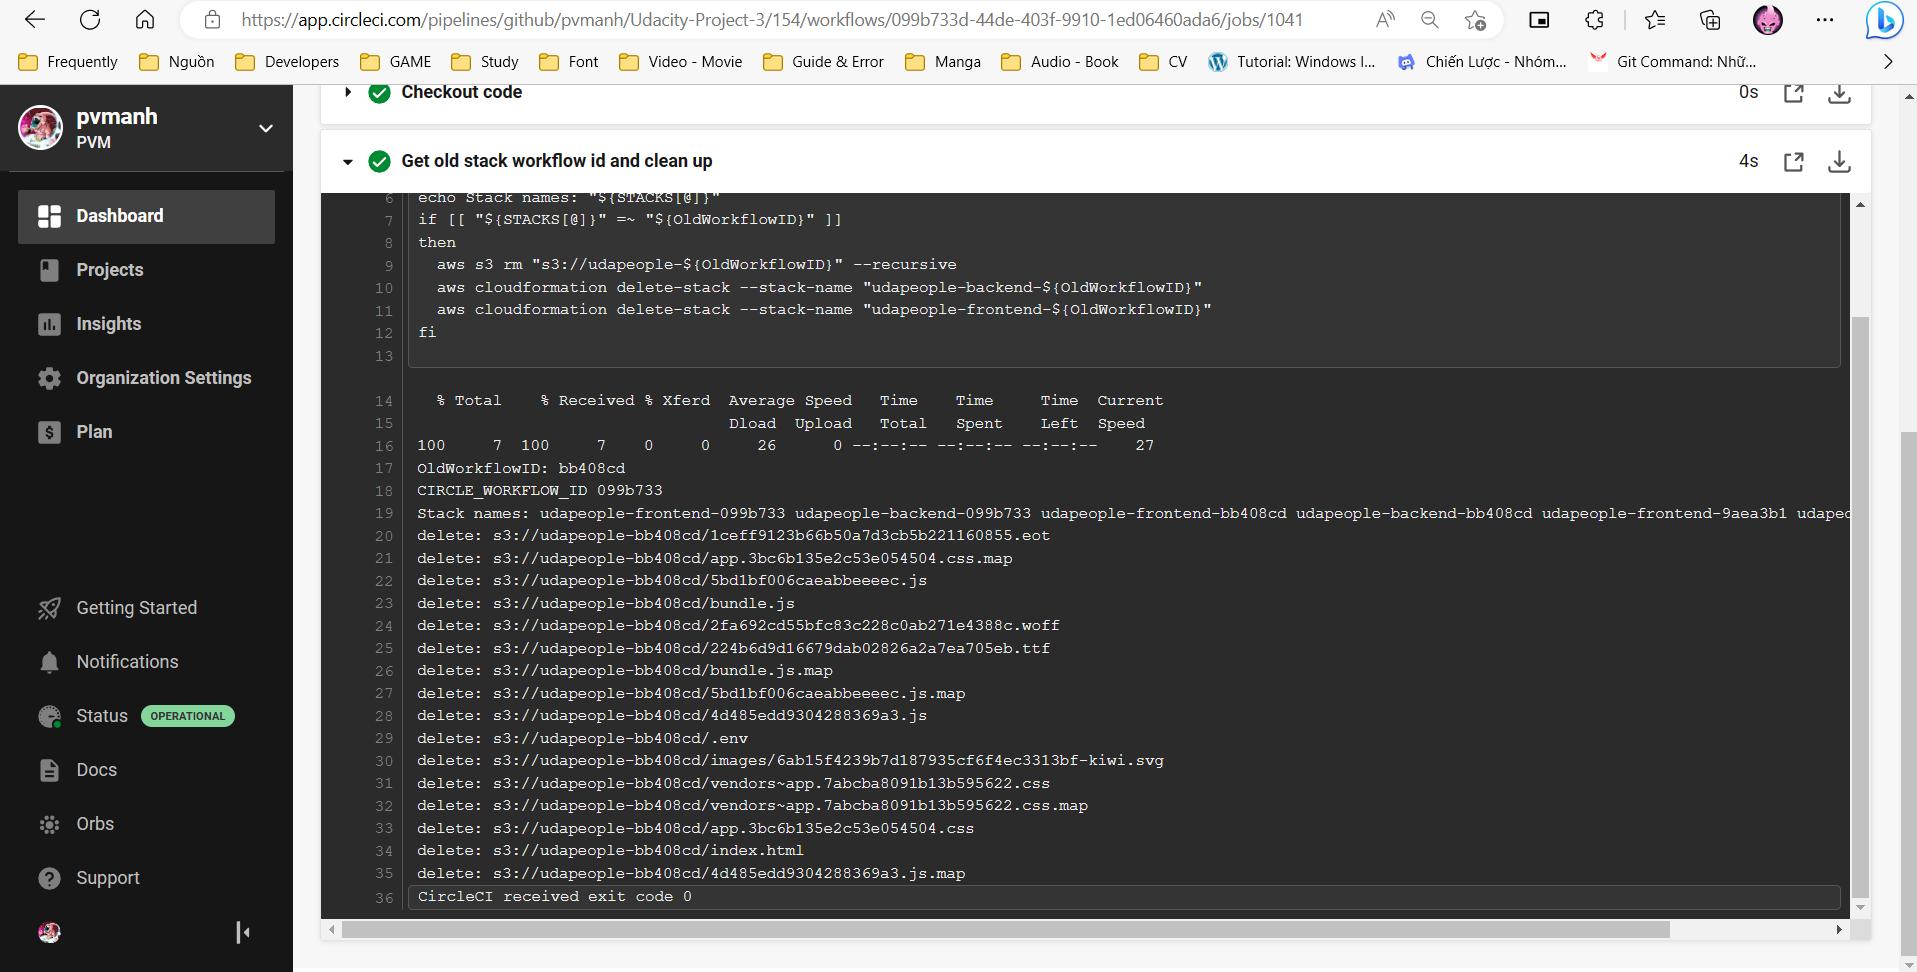 https://app.circleci.com/pipelines/github/pvmanh/Udacity-Project-3/154/workflows/099b733d-44de-403f-9910-1ed06460ada6/jobs/1041
Frequently Nguồn Developers GAME Study Font Video - Movie Guide & Error Manga Audio - Book CV Tutorial: Windows I... Chiến Lược - Nhóm... Git Command: Nhữ...
pvmanh
PVM
Dashboard
Projects
Insights
Organization Settings
Plan
Getting Started
Notifications
Status OPERATIONAL
Docs
Orbs
Support
Checkout code 0s
Get old stack workflow id and clean up 4s
6 echo Stack names: "${STACKS[@]}"
7 if [[ "${STACKS[@]}" =~ "${OldWorkflowID}" ]]
8 then
9 aws s3 rm "s3://udapeople-${OldWorkflowID}" --recursive
10 aws cloudformation delete-stack --stack-name "udapeople-backend-${OldWorkflowID}"
11 aws cloudformation delete-stack --stack-name "udapeople-frontend-${OldWorkflowID}"
12 fi
13
14 % Total % Received % Xferd Average Speed Time Time Time Current
15 Dload Upload Total Spent Left Speed
16 100 7 100 7 0 0 26 0 --:--:-- --:--:-- --:--:-- 27
17 OldWorkflowID: bb408cd
18 CIRCLE_WORKFLOW_ID 099b733
19 Stack names: udapeople-frontend-099b733 udapeople-backend-099b733 udapeople-frontend-bb408cd udapeople-backend-bb408cd udapeople-frontend-9aea3b1 udapec
20 delete: s3://udapeople-bb408cd/1ceff9123b66b50a7d3cb5b221160855.eot
21 delete: s3://udapeople-bb408cd/app.3bc6b135e2c53e054504.css.map
22 delete: s3://udapeople-bb408cd/5bd1bf006caeabbeeeec.js
23 delete: s3://udapeople-bb408cd/bundle.js
24 delete: s3://udapeople-bb408cd/2fa692cd55bfc83c228c0ab271e4388c.woff
25 delete: s3://udapeople-bb408cd/224b6d9d16679dab02826a2a7ea705eb.ttf
26 delete: s3://udapeople-bb408cd/bundle.js.map
27 delete: s3://udapeople-bb408cd/5bd1bf006caeabbeeeec.js.map
28 delete: s3://udapeople-bb408cd/4d485edd9304288369a3.js
29 delete: s3://udapeople-bb408cd/.env
30 delete: s3://udapeople-bb408cd/images/6ab15f4239b7d187935cf6f4ec3313bf-kiwi.svg
31 delete: s3://udapeople-bb408cd/vendors~app.7abcba8091b13b595622.css
32 delete: s3://udapeople-bb408cd/vendors~app.7abcba8091b13b595622.css.map
33 delete: s3://udapeople-bb408cd/app.3bc6b135e2c53e054504.css
34 delete: s3://udapeople-bb408cd/index.html
35 delete: s3://udapeople-bb408cd/4d485edd9304288369a3.js.map
36 CircleCI received exit code 0